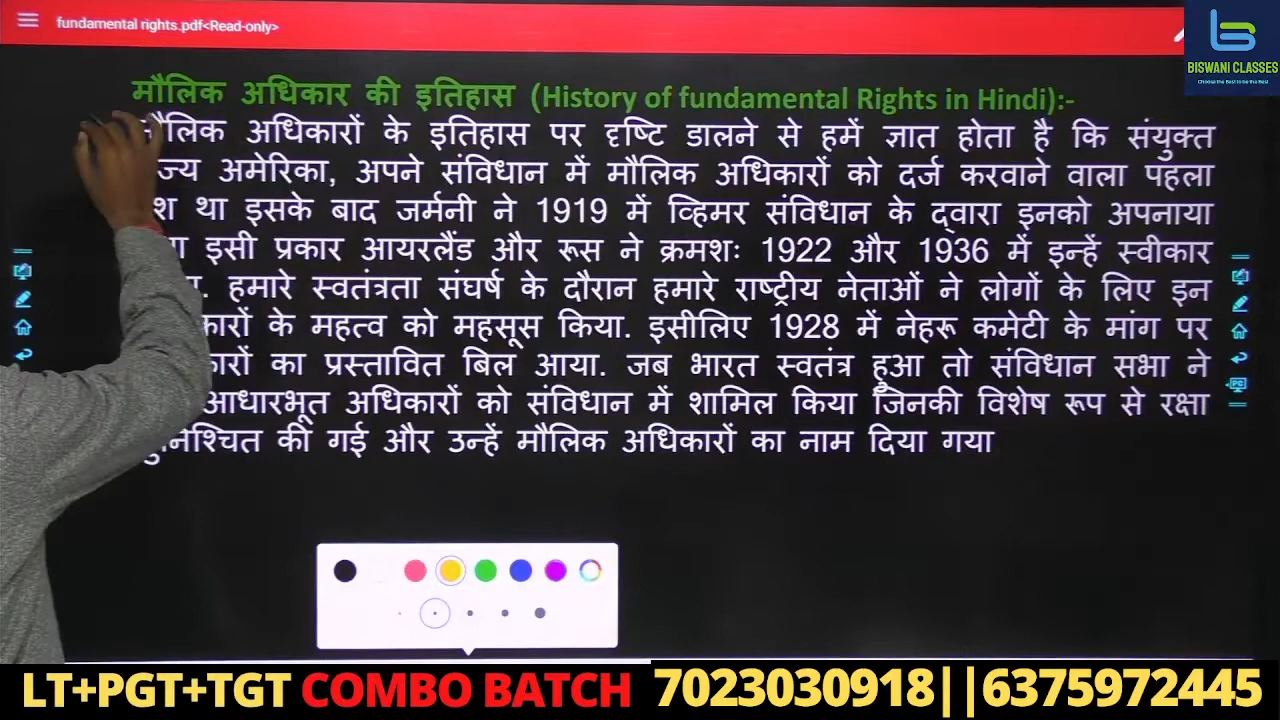 fundamental rights.pdf<Read-only>
BISWANI CLASSES
मौलिक अधिकार की इतिहास (History of fundamental Rights in Hindi):-
मौलिक अधिकारों के इतिहास पर दृष्टि डालने से हमें ज्ञात होता है कि संयुक्त
अमेरिका, अपने संविधान में मौलिक अधिकारों को दर्ज करवाने वाला पहला
था इसके बाद जर्मनी ने 1919 में व्हिमर संविधान के द्वारा इनको अपनाया
इसी प्रकार आयरलैंड और रूस ने क्रमशः 1922 और 1936 में इन्हें स्वीकार
हमारे स्वतंत्रता संघर्ष के दौरान हमारे राष्ट्रीय नेताओं ने लोगों के लिए इन
के महत्व को महसूस किया. इसीलिए 1928 में नेहरू कमेटी के मांग पर
का प्रस्तावित बिल आया. जब भारत स्वतंत्र हुआ तो संविधान सभा ने
आधारभूत अधिकारों को संविधान में शामिल किया जिनकी विशेष रूप से रक्षा
सुनिश्चित की गई और उन्हें मौलिक अधिकारों का नाम दिया गया
PC
LT+PGT+TGT COMBO BATCH 7023030918||6375972445